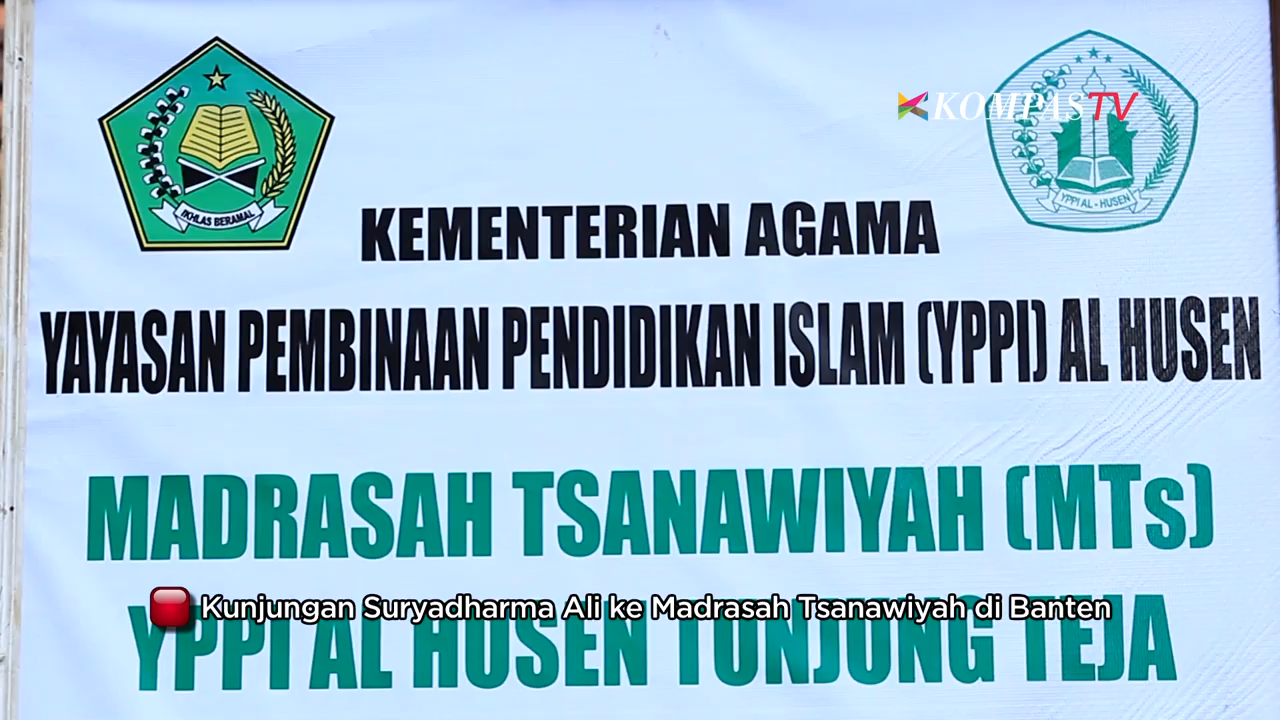 KOMPASTV
IKHLAS BERAMAL
YPPI AL - HUSEN
KEMENTERIAN AGAMA
YAYASAN PEMBINAAN PENDIDIKAN ISLAM (YPPI) AL HUSEN
MADRASAH TSANAWIYAH (MTs)
Kunjungan Suryadharma Ali ke Madrasah Tsanawiyah di Banten
YPPI AL HUSEN TUNJUNG TEJA